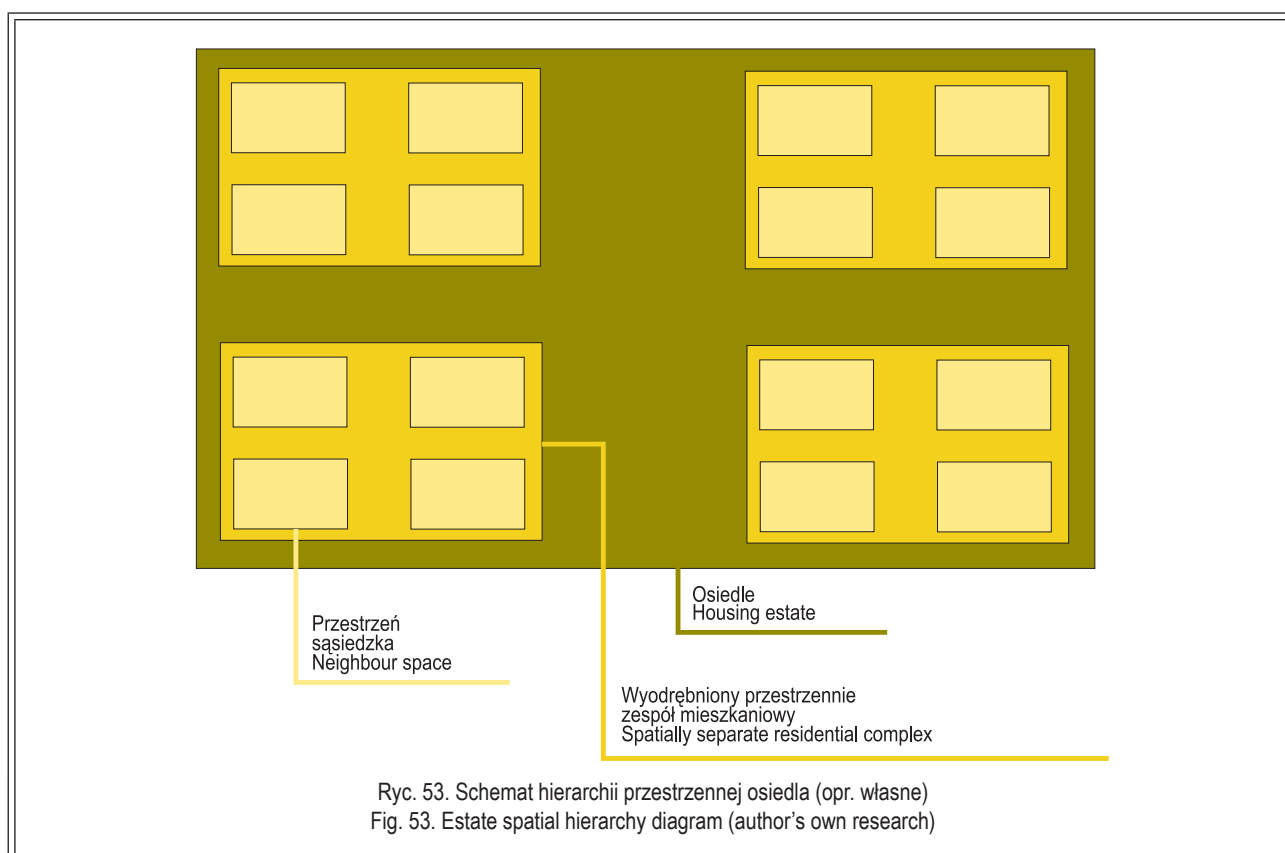 Osiedle
Housing estate
Przestrzeń
sąsiedzka
Neighbour space
Wyodrębniony przestrzennie
zespół mieszkaniowy
Spatially separate residential complex
Ryc. 53. Schemat hierarchii przestrzennej osiedla (opr. własne)
Fig. 53. Estate spatial hierarchy diagram (author's own research)